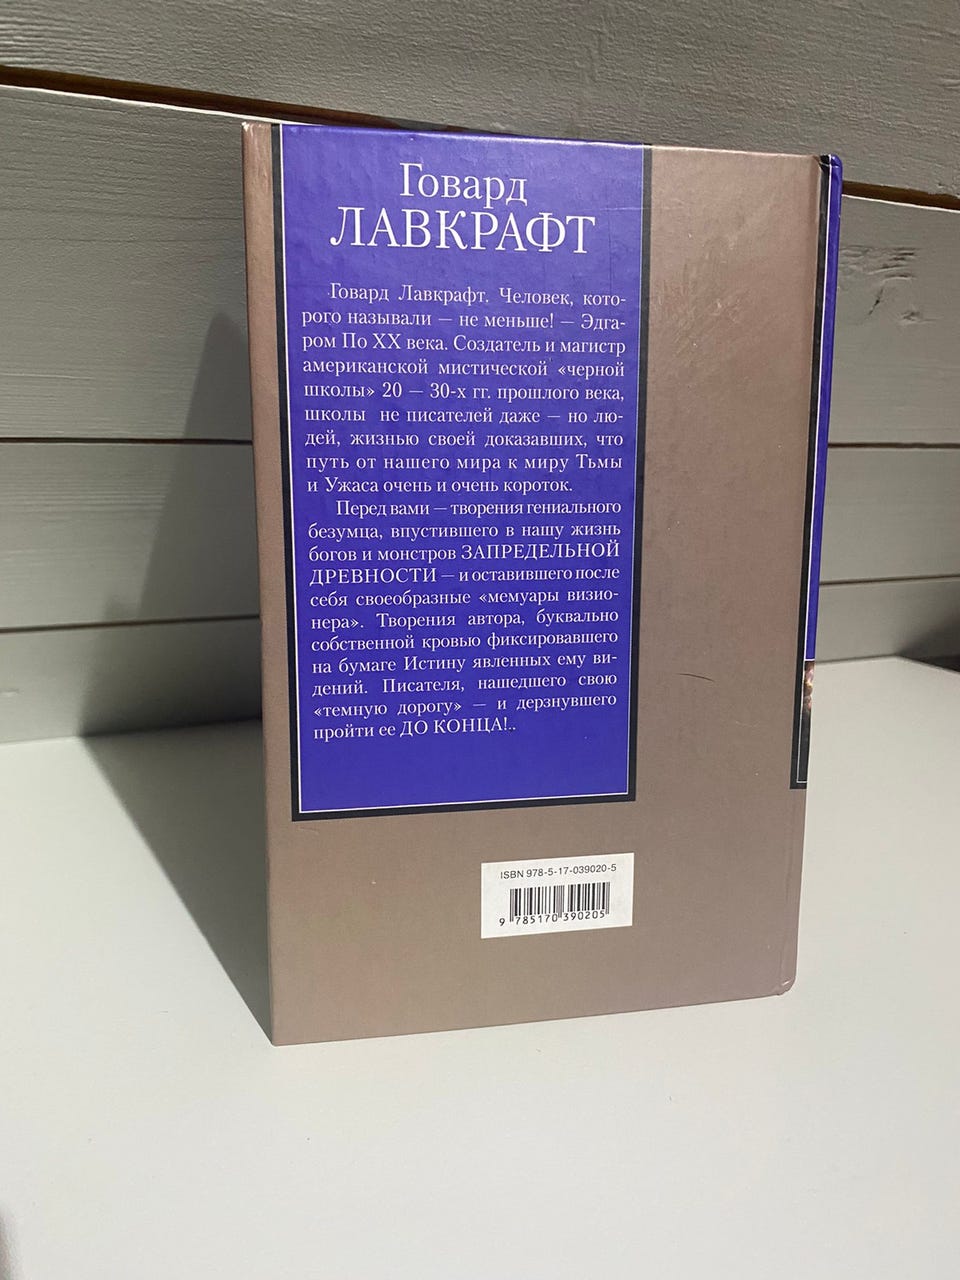 Говард
ЛАВКРАФТ
Говард Лавкрафт. Человек, кото-
рого называли — не меньше! — Эдга-
ром По XX века. Создатель и магистр
американской мистической «черной
школы» 20 — 30-х гг. прошлого века,
школы не писателей даже — но лю-
дей, жизнью своей доказавших, что
путь от нашего мира к миру Тьмы
и Ужаса очень и очень короток.
Перед вами — творения гениального
безумца, впустившего в нашу жизнь
богов и монстров ЗАПРЕДЕЛЬНОЙ
ДРЕВНОСТИ — и оставившего после
себя своеобразные «мемуары визио-
нера». Творения автора, буквально
собственной кровью фиксировавшего
на бумаге Истину явленных ему ви-
дений. Писателя, нашедшего свою
«темную дорогу» — и дерзнувшего
пройти ее ДО КОНЦА!..
ISBN 978-5-17-039020-5
9 785170 390205